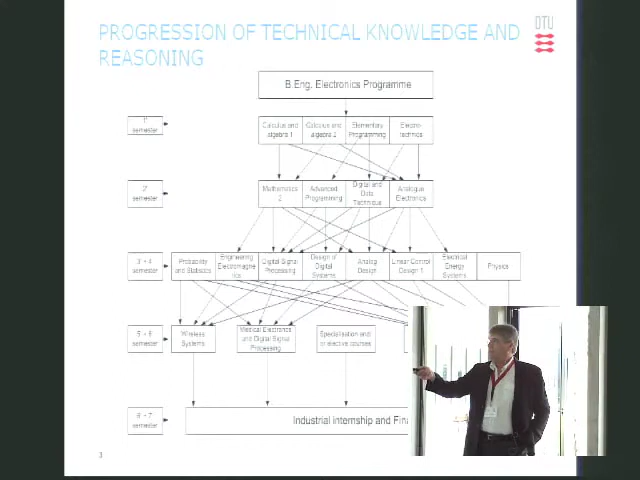 PROGRESSION OF TECHNICAL KNOWLEDGE AND
REASONING
DTU
B.Eng. Electronics Programme
semester
Calculus and
algebra 1
Calculus and
algebra 2
Elementary
Programming
Electro
technics
semester
Mathematics
2
Advanced
Programming
Digital and
Data
Technique
Analogue
Electronics
3 + 4
semester
Probability
and Statistics
Engineering
Electromagne
tics
Digital Signal
Processing
Design of
Digital
Systems
Analog
Design
Linear Control
Design 1
Electrical
Energy
Systems
Physics
5 - 6
semester
Wireless
Systems
Medical Electronics
and Digital Signal
Processing
Specialisation and
or elective courses
6 - 7
semester
Industrial internship and Fina
3